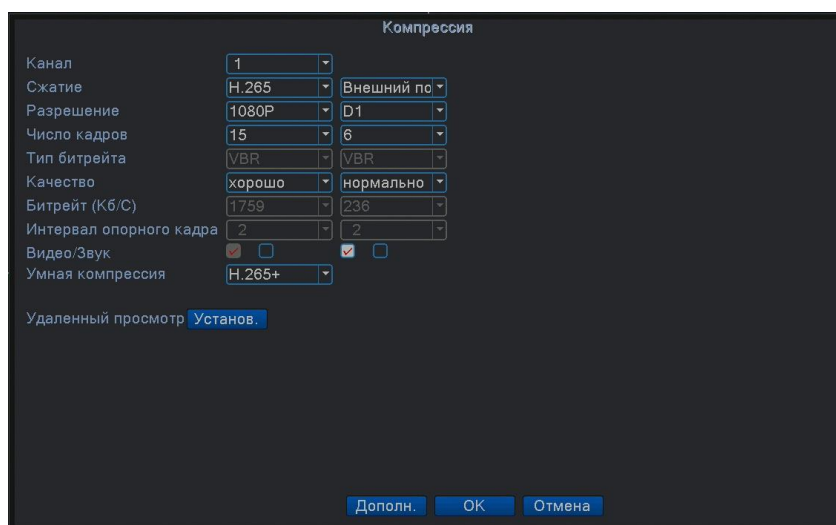 Компрессия
Канал 1
Сжатие H.265 Внешний по
Разрешение 1080P D1
Число кадров 15 6
Тип битрейта VBR VBR
Качество хорошо нормально
Битрейт (Кб/С) 1759 236
Интервал опорного кадра 2 2
Видео/Звук
Умная компрессия H.265+
Удаленный просмотр Установ.
Дополн. OK Отмена